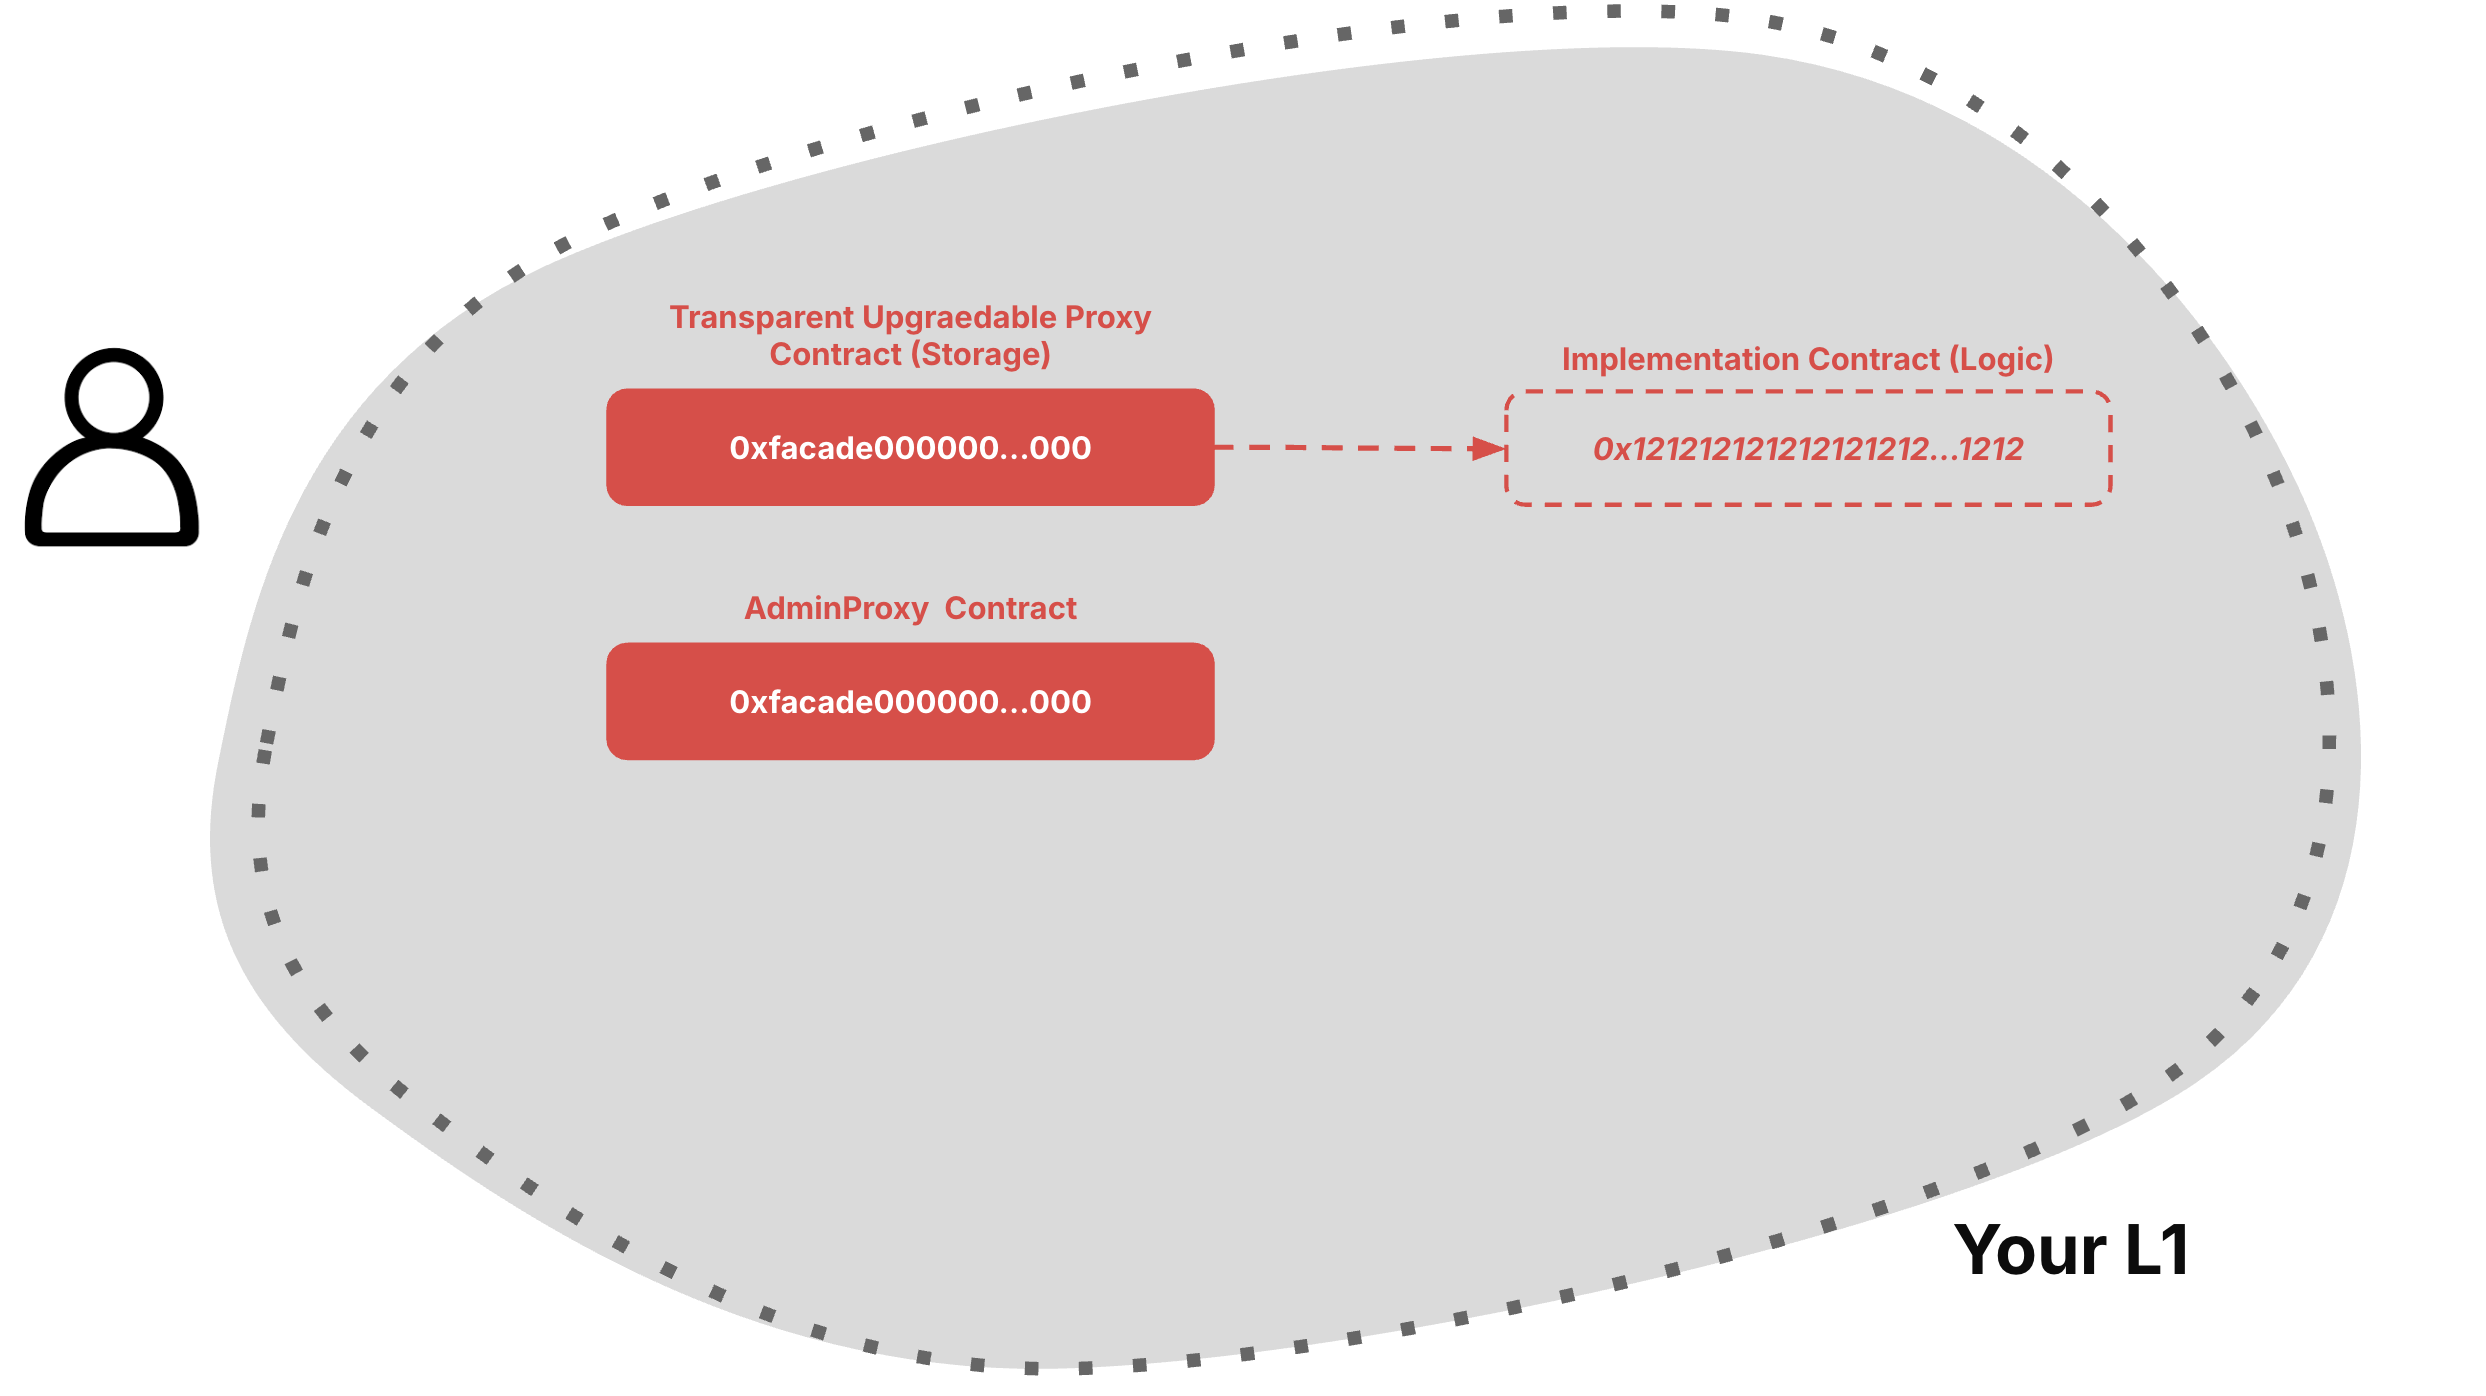 Transparent Upgraedable Proxy
Contract (Storage)
0xfacade000000...000
Implementation Contract (Logic)
0x121212121212121212...1212
AdminProxy  Contract
0xfacade000000...000
Your L1